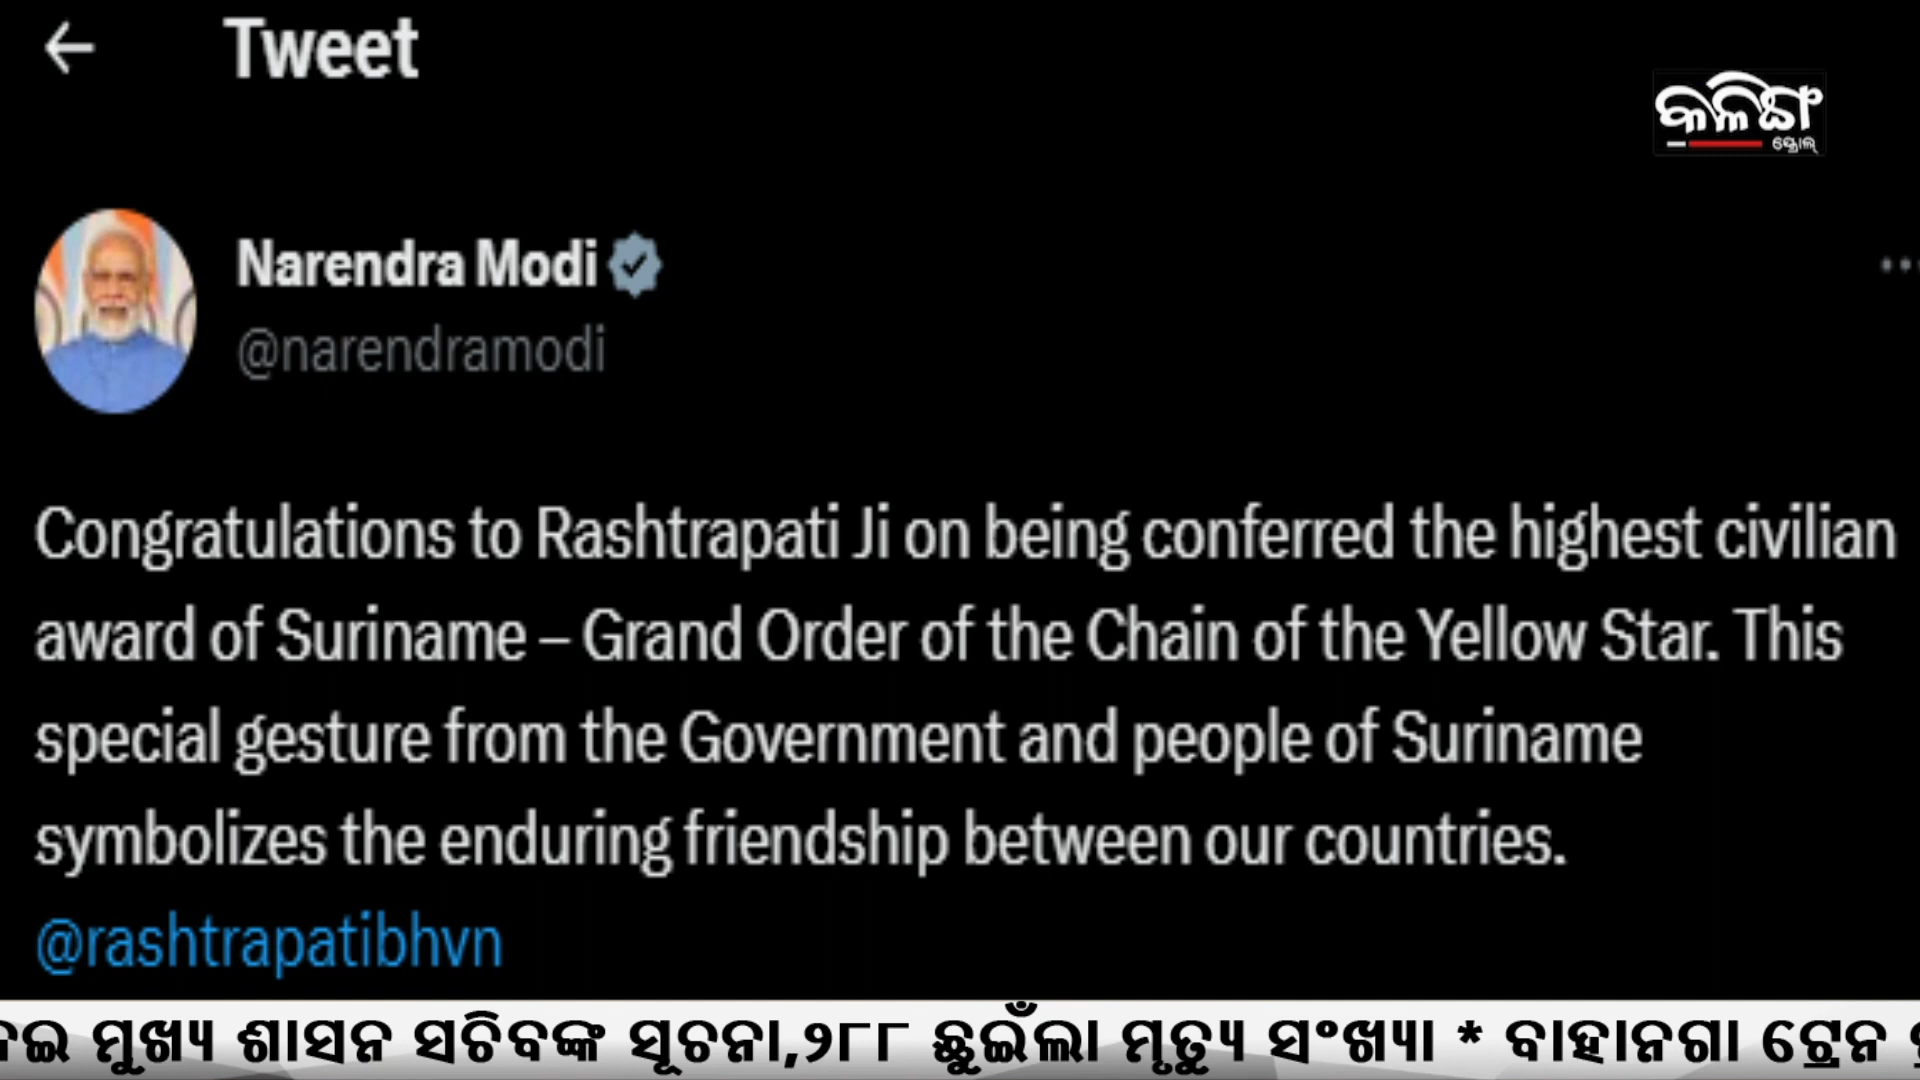 Tweet
କଳିଙ୍ଗ
ସ୍କ୍ରୋଲ୍
Narendra Modi
@narendramodi
Congratulations to Rashtrapati Ji on being conferred the highest civilian
award of Suriname – Grand Order of the Chain of the Yellow Star. This
special gesture from the Government and people of Suriname
symbolizes the enduring friendship between our countries.
@rashtrapatibhvn
ମୁଖ୍ୟ ଶାସନ ସଚିବଙ୍କ ସୂଚନା,୨୮୮ ଛୁଇଁଲା ମୃତ୍ୟୁ ସଂଖ୍ୟା * ବାହାନଗା ଟ୍ରେନ